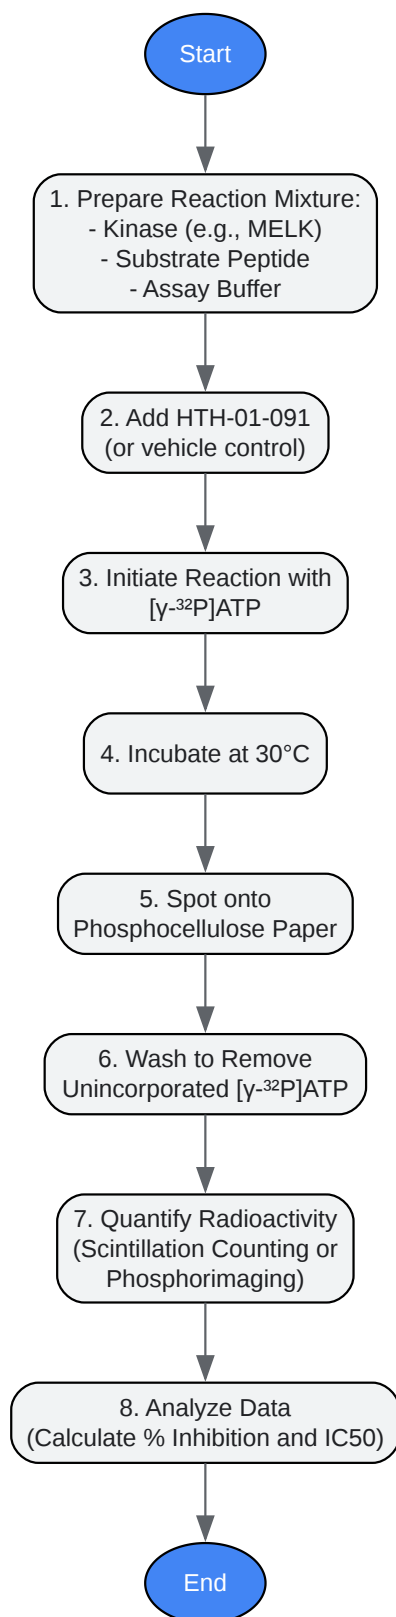 Start
1. Prepare Reaction Mixture:
- Kinase (e.g., MELK)
- Substrate Peptide
- Assay Buffer
2. Add HTH-01-091
(or vehicle control)
3. Initiate Reaction with
[γ-³²P]ATP
4. Incubate at 30°C
5. Spot onto
Phosphocellulose Paper
6. Wash to Remove
Unincorporated [γ-³²P]ATP
7. Quantify Radioactivity
(Scintillation Counting or
Phosphorimaging)
8. Analyze Data
(Calculate % Inhibition and IC50)
End